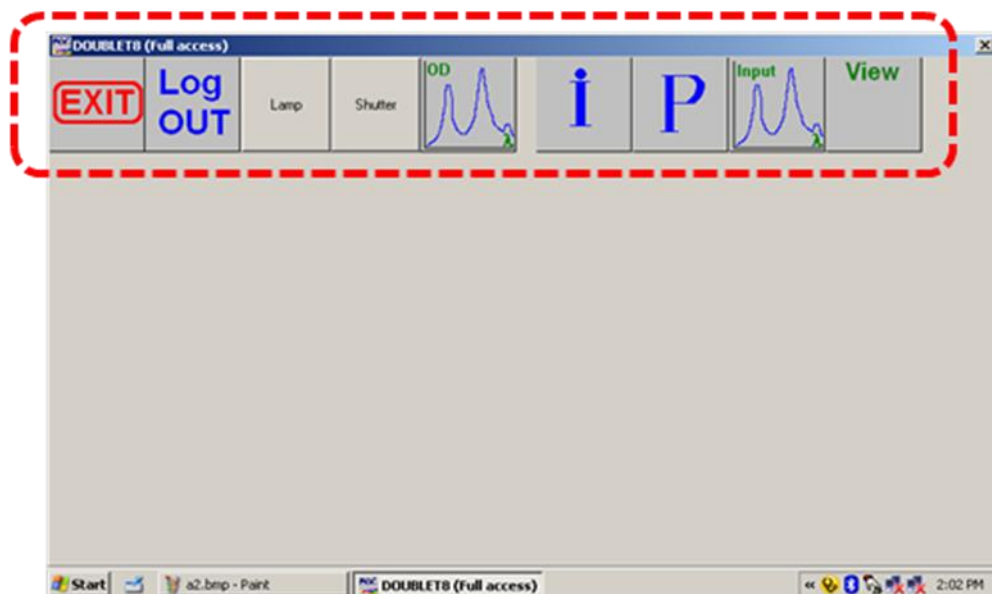 DOUBLET8 (Full access)
EXIT
Log
OUT
Lamp
Shutter
OD
λ
i
P
Input
λ
View
Start
a2.bmp - Paint
DOUBLET8 (Full access)
2:02 PM